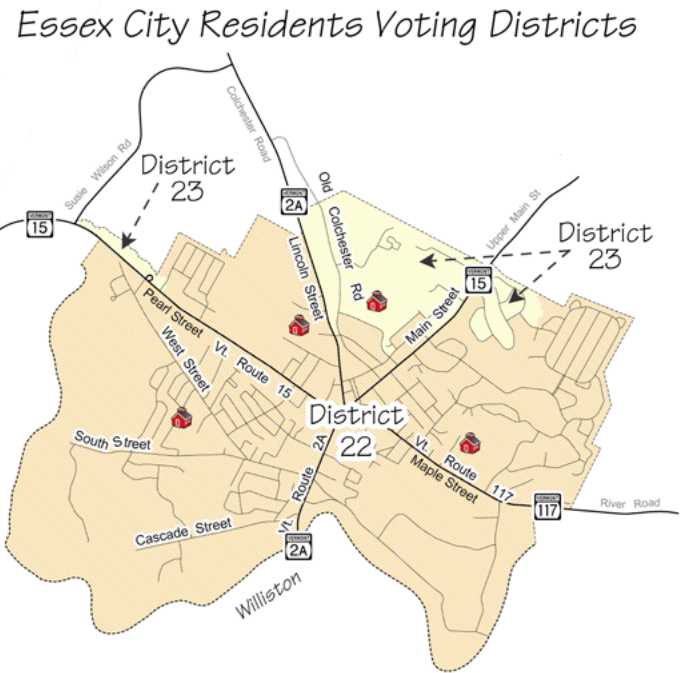 Essex City Residents Voting Districts
Colchester Road
Susie Wilson Rd
District
23
VERMONT
15
VERMONT
2A
Old Colchester Rd
Upper Main St
District
23
VERMONT
15
Lincoln Street
Pearl Street
Main Street
West Street
Vt. Route 15
District
22
South Street
Vt. Route 2A
Vt. Route 117
Maple Street
VERMONT
117
River Road
Cascade Street
VERMONT
2A
Williston